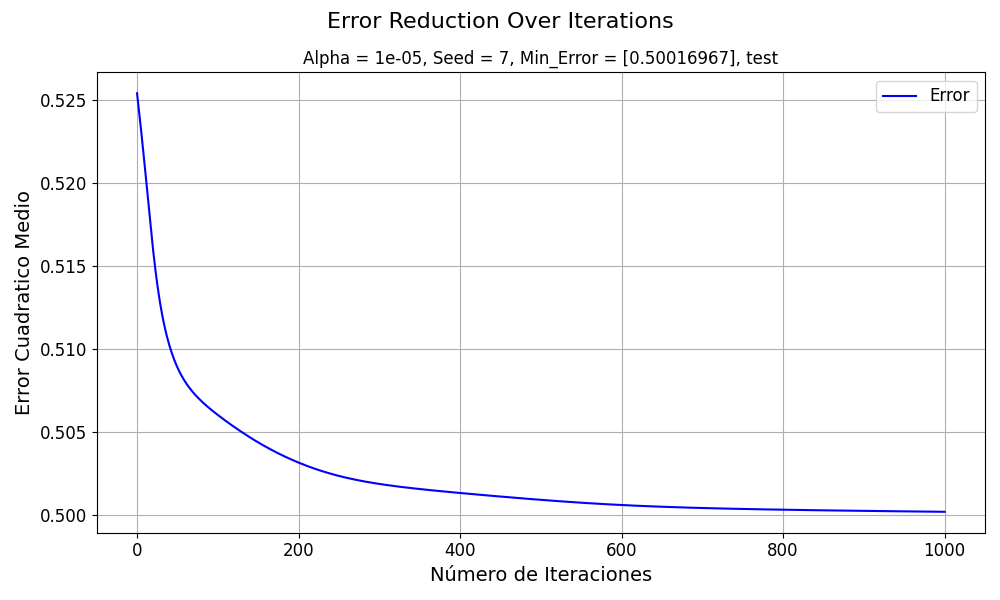 Error Reduction Over Iterations
Alpha = 1e-05, Seed = 7, Min_Error = [0.50016967], test
Error
0.525
0.520
0.515
0.510
0.505
0.500
Error Cuadratico Medio
0 200 400 600 800 1000
Número de Iteraciones